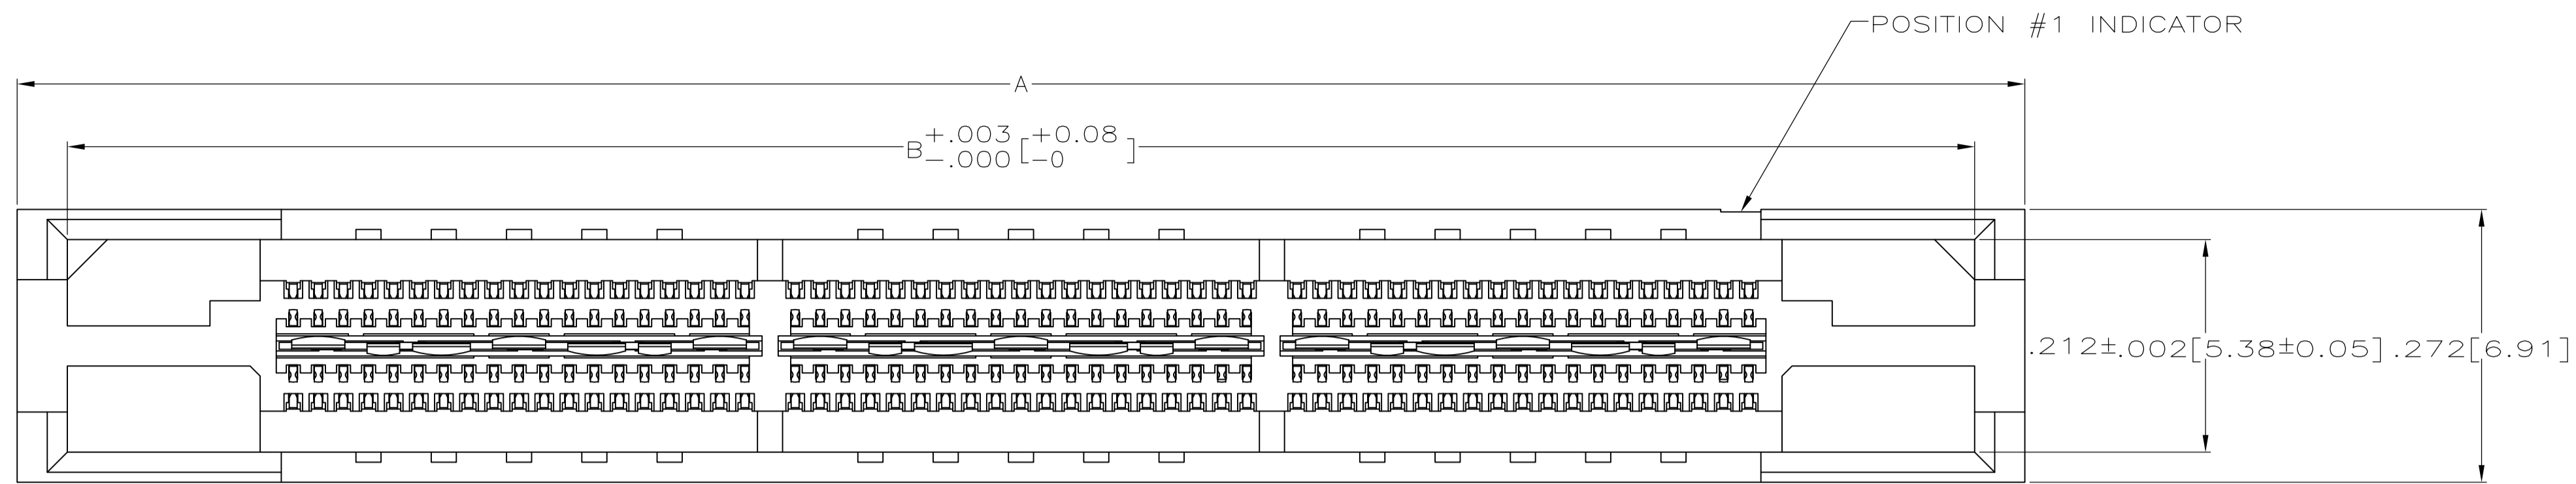 POSITION #1 INDICATOR
A
B +.003 [+0.08]
-.000 [-0]
.212±.002[5.38±0.05]
.272[6.91]